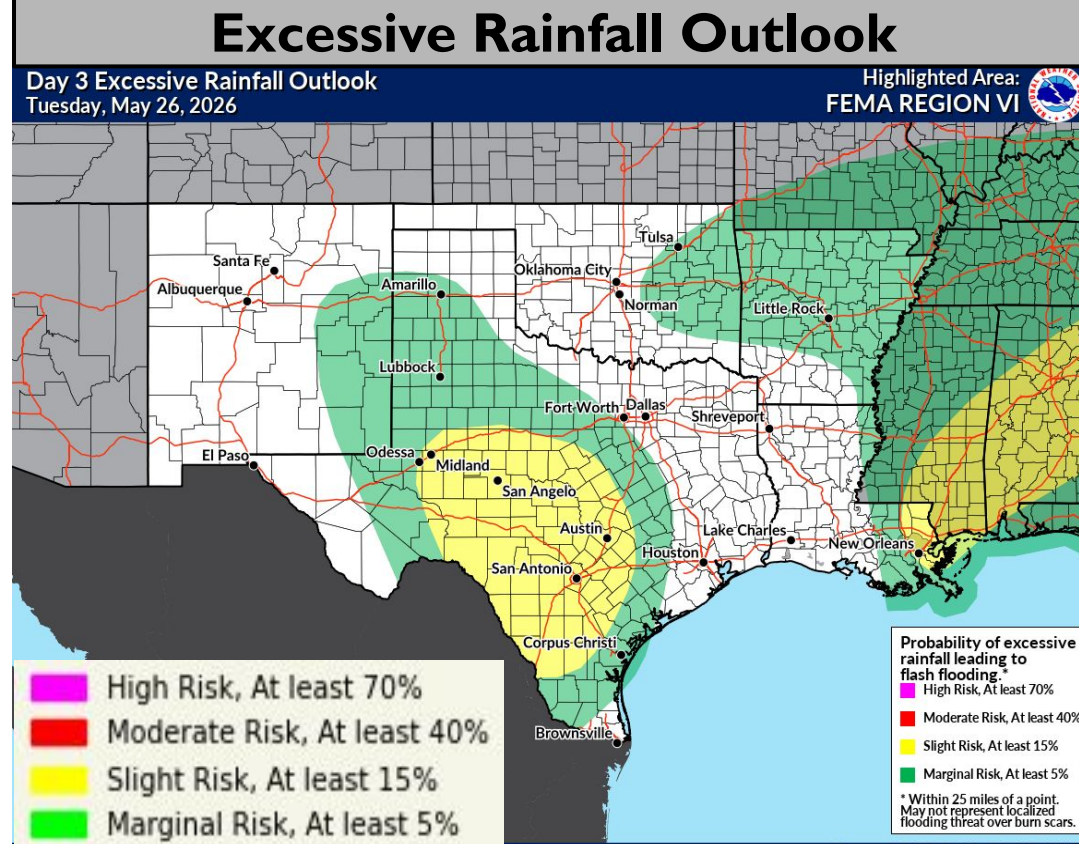 Excessive Rainfall Outlook
Day 3 Excessive Rainfall Outlook
Tuesday, May 26, 2026
Highlighted Area:
FEMA REGION VI
Tulsa
Santa Fe
Oklahoma City
Albuquerque
Amarillo
Norman
Little Rock
Lubbock
Fort Worth
Dallas
Shreveport
El Paso
Odessa
Midland
San Angelo
Austin
Lake Charles
New Orleans
Houston
San Antonio
Corpus Christi
Brownsville
High Risk, At least 70%
Moderate Risk, At least 40%
Slight Risk, At least 15%
Marginal Risk, At least 5%
Probability of excessive
rainfall leading to
flash flooding.*
High Risk, At least 70%
Moderate Risk, At least 40%
Slight Risk, At least 15%
Marginal Risk, At least 5%
* Within 25 miles of a point.
May not represent localized
flooding threat over burn scars.